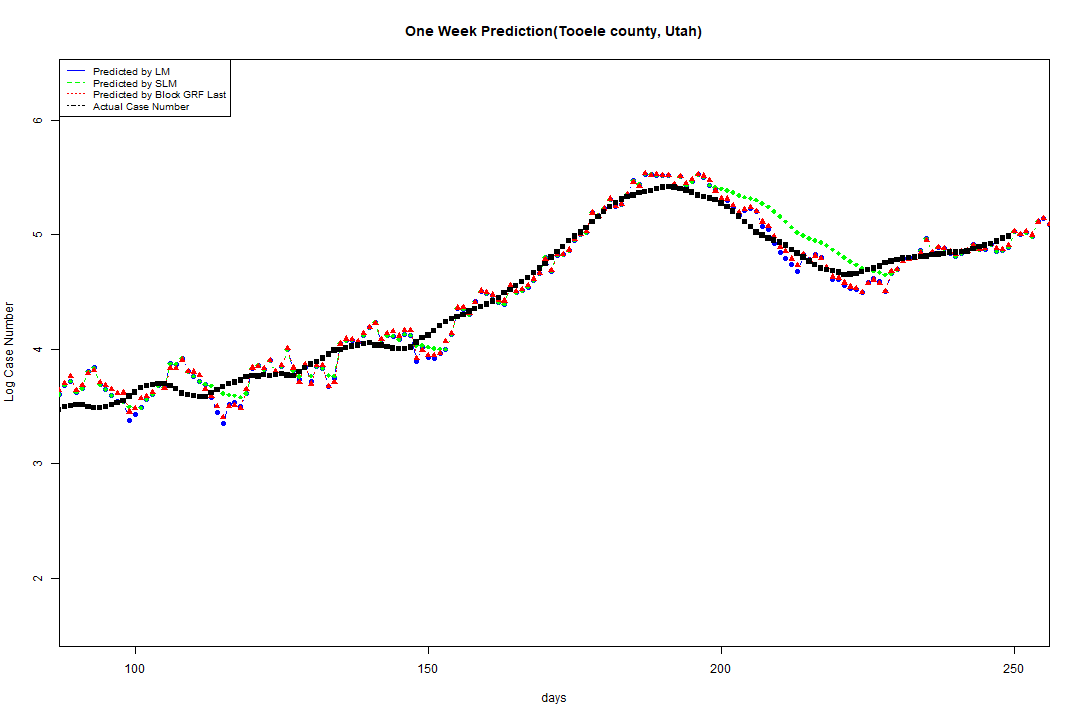 One Week Prediction(Tooele county, Utah)
Predicted by LM
Predicted by SLM
Predicted by Block GRF Last
Actual Case Number
6
5
4
3
2
Log Case Number
100 150 200 250
days